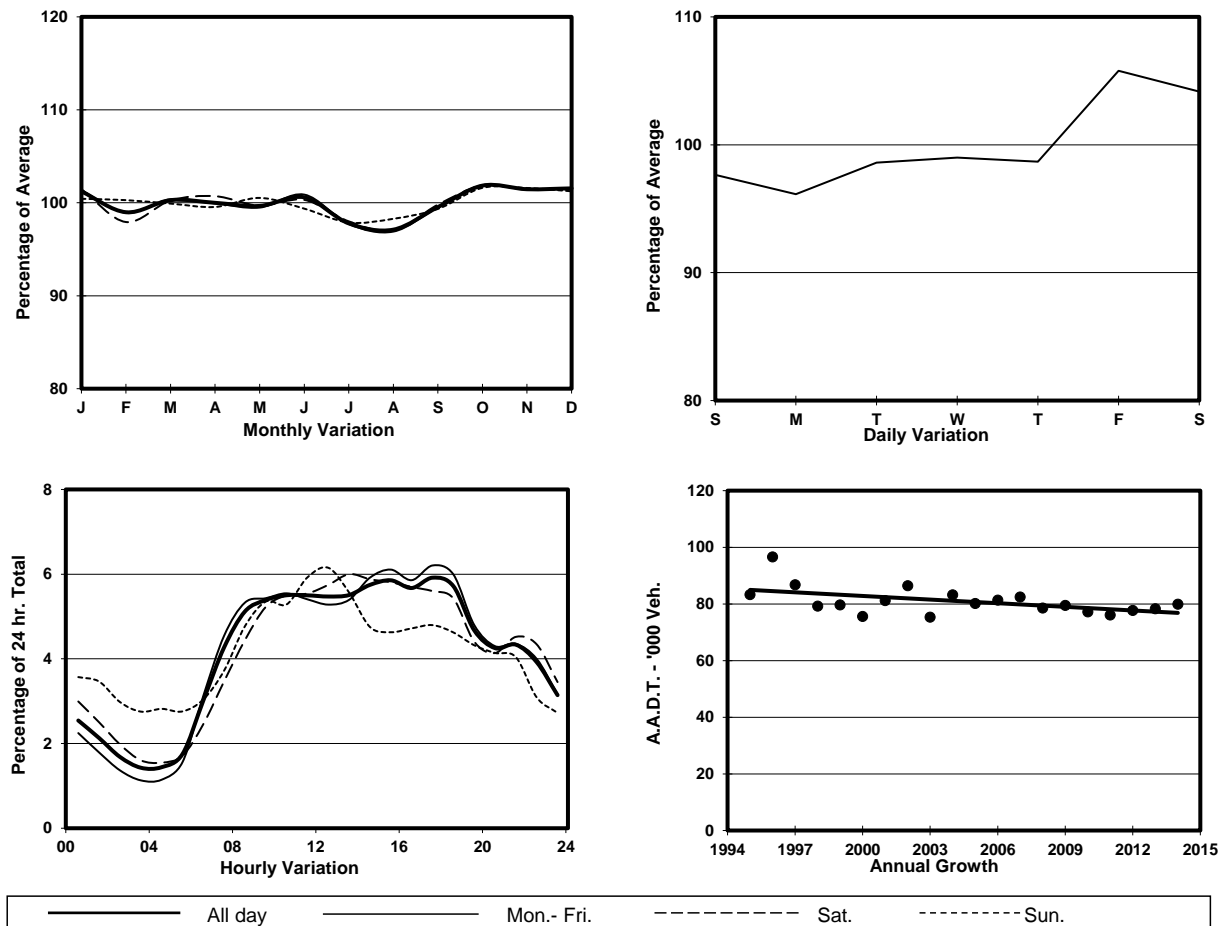 120
110
100
90
80
Percentage of Average
J F M A M J J A S O N D
Monthly Variation
110
100
90
80
Percentage of Average
S M T W T F S
Daily Variation
8
6
4
2
0
Percentage of 24 hr. Total
00 04 08 12 16 20 24
Hourly Variation
120
100
80
60
40
20
0
A.A.D.T. - '000 Veh.
1994 1997 2000 2003 2006 2009 2012 2015
Annual Growth
All day Mon.- Fri. Sat. Sun.